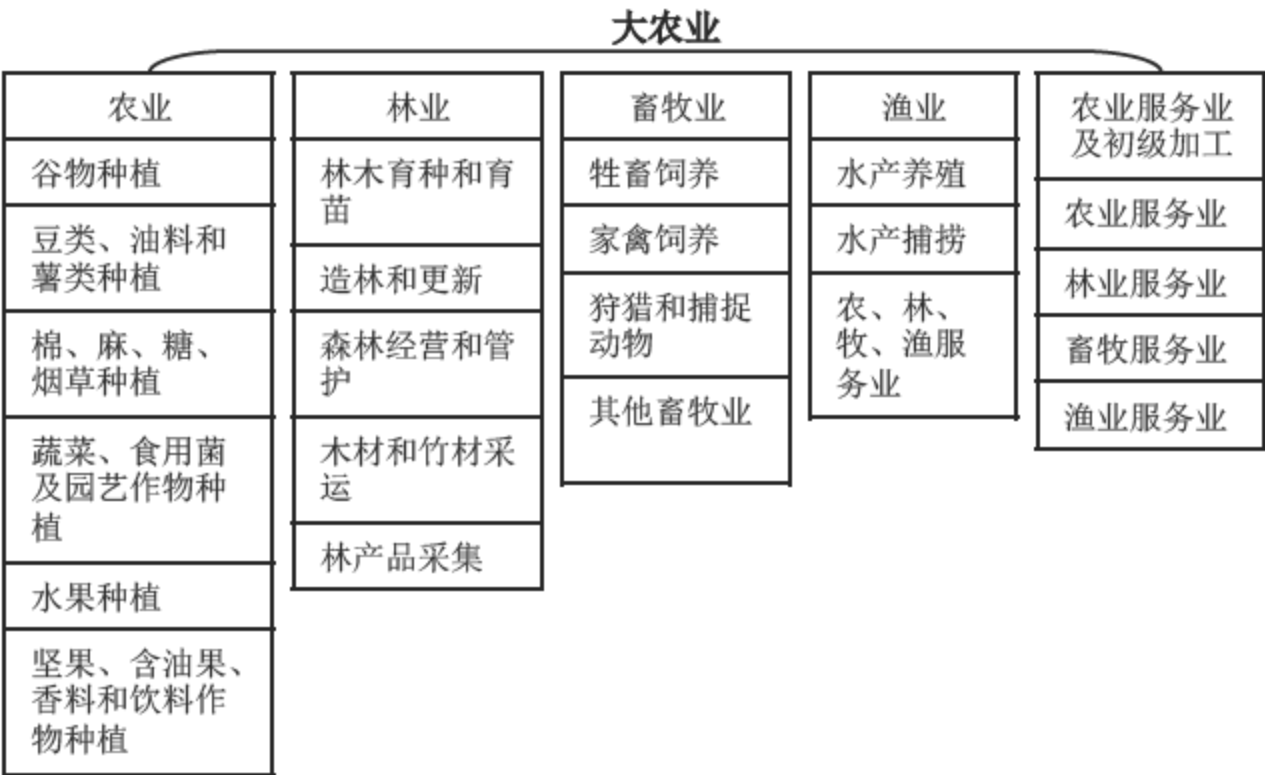 大农业
农业
谷物种植
豆类、油料和
薯类种植
棉、麻、糖、
烟草种植
蔬菜、食用菌
及园艺作物种
植
水果种植
坚果、含油果、
香料和饮料作
物种植
林业
林木育种和育
苗
造林和更新
森林经营和管
护
木材和竹材采
运
林产品采集
畜牧业
牲畜饲养
家禽饲养
狩猎和捕捉
动物
其他畜牧业
渔业
水产养殖
水产捕捞
农、林、
牧、渔服
务业
农业服务业
及初级加工
农业服务业
林业服务业
畜牧服务业
渔业服务业